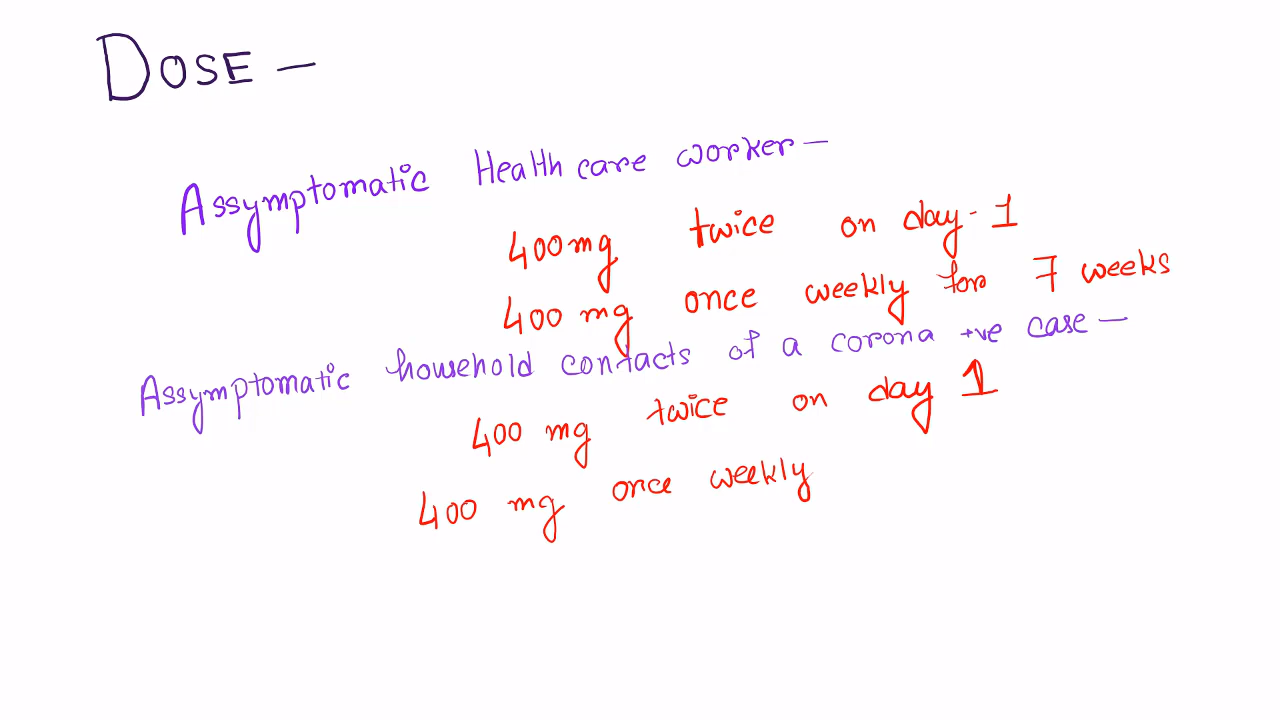 DOSE -
Assymptomatic Health care worker -
400mg twice on day-1
400 mg once weekly for 7 weeks
Assymptomatic household contacts of a corona +ve case -
400 mg twice on day 1
400 mg once weekly